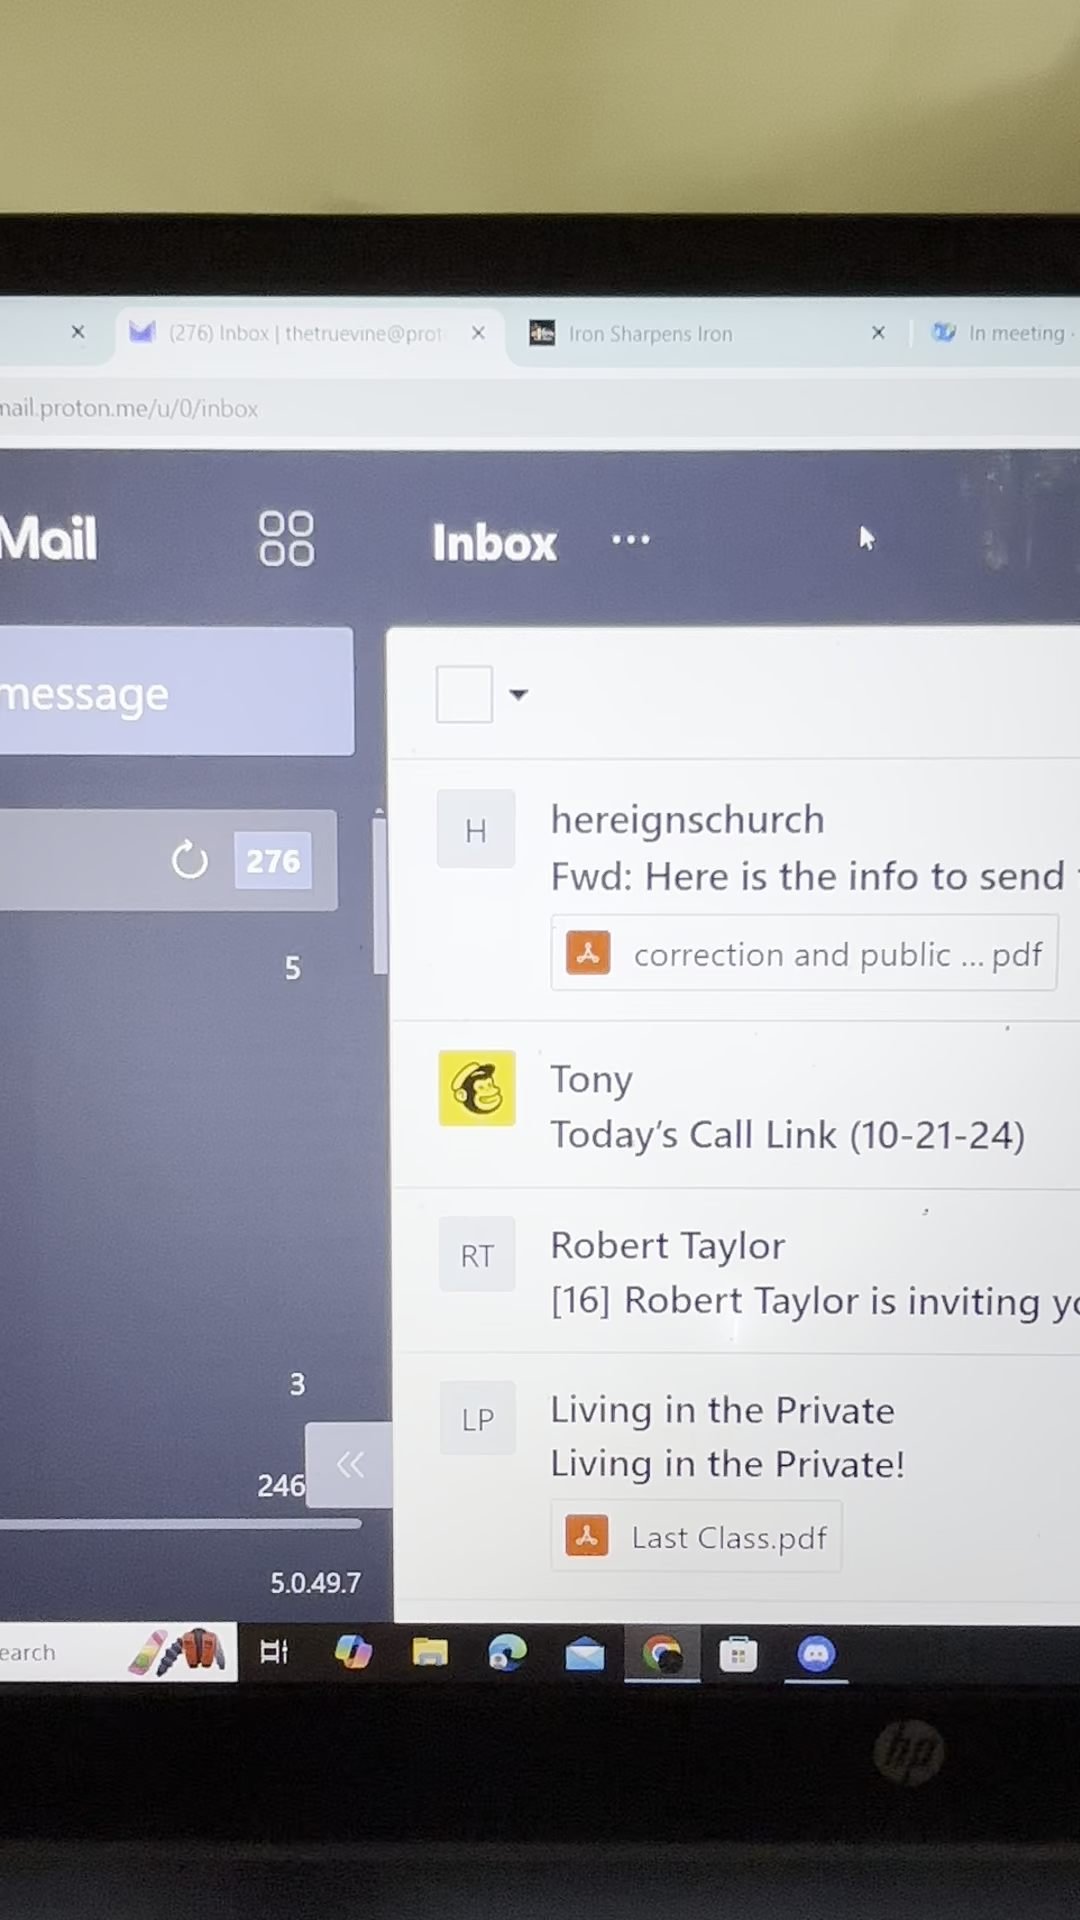 (276) Inbox | thetruevine@prot
Iron Sharpens Iron
In meeting ·
mail.proton.me/u/0/inbox
Mail
Inbox ...
message
276
5
H
hereignschurch
Fwd: Here is the info to send
correction and public ... pdf
Tony
Today's Call Link (10-21-24)
RT
Robert Taylor
[16] Robert Taylor is inviting yo
3
LP
Living in the Private
Living in the Private!
246
Last Class.pdf
5.0.49.7
earch
hp